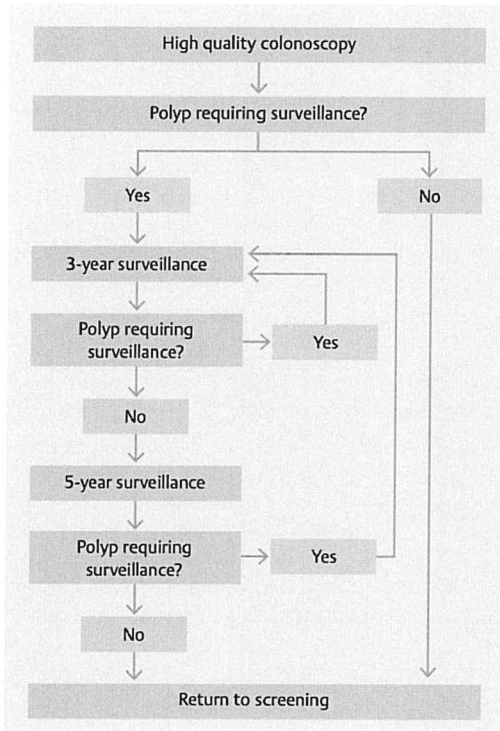 High quality colonoscopy
Polyp requiring surveillance?
Yes
No
3-year surveillance
Polyp requiring
surveillance?
Yes
No
5-year surveillance
Polyp requiring
surveillance?
Yes
No
Return to screening